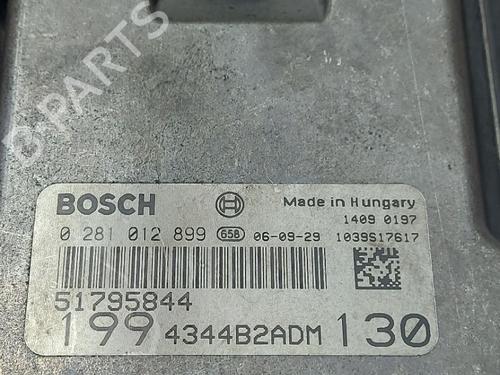 B-PARTS
BOSCH
Made in Hungary
1409 0197
0 281 012 899 658 06-09-29 1039S17617
51795844
199 4344B2ADM 130